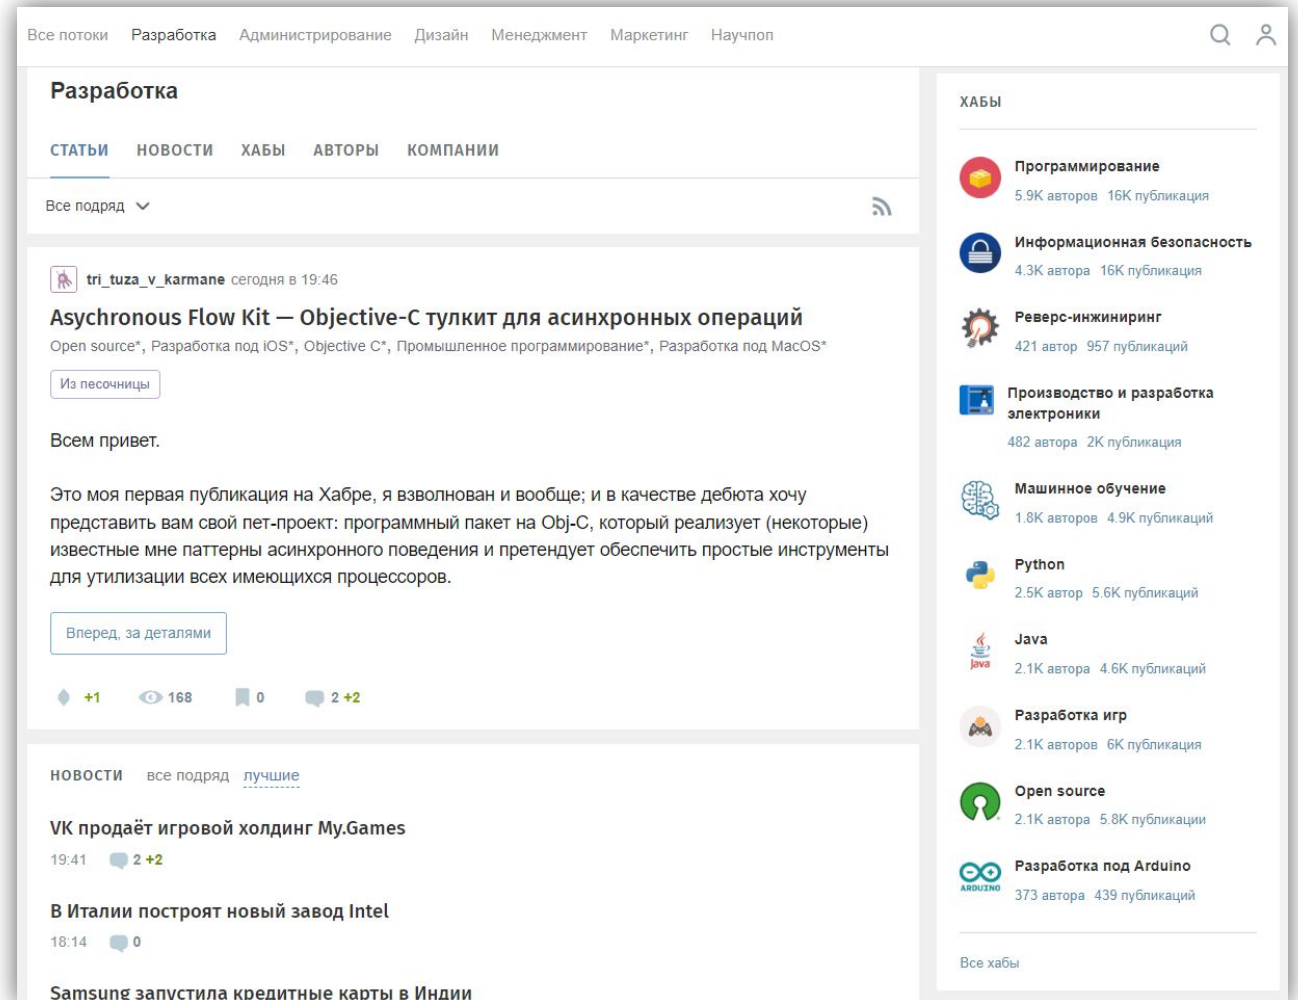 Все потоки Разработка Администрирование Дизайн Менеджмент Маркетинг Научпоп
Разработка
СТАТЬИ НОВОСТИ ХАБЫ АВТОРЫ КОМПАНИИ
Все подряд
tri_tuza_v_karmane сегодня в 19:46
Asychronous Flow Kit — Objective-C тулкит для асинхронных операций
Open source*, Разработка под iOS*, Objective C*, Промышленное программирование*, Разработка под MacOS*
Из песочницы
Всем привет.
Это моя первая публикация на Хабре, я взволнован и вообще; и в качестве дебюта хочу
представить вам свой пет-проект: программный пакет на Obj-C, который реализует (некоторые)
известные мне паттерны асинхронного поведения и претендует обеспечить простые инструменты
для утилизации всех имеющихся процессоров.
Вперед, за деталями
+1 168 0 2 +2
НОВОСТИ все подряд лучшие
VK продаёт игровой холдинг My.Games
19:41 2 +2
В Италии построят новый завод Intel
18:14 0
Samsung запустила кредитные карты в Индии
ХАБЫ
Программирование
5.9K авторов 16K публикация
Информационная безопасность
4.3K автора 16K публикация
Реверс-инжиниринг
421 автор 957 публикаций
Производство и разработка
электроники
482 автора 2K публикация
Машинное обучение
1.8K авторов 4.9K публикаций
Python
2.5K автор 5.6K публикаций
Java
Java
2.1K автора 4.6K публикаций
Разработка игр
2.1K авторов 6K публикация
Open source
2.1K автора 5.8K публикации
Разработка под Arduino
ARDUINO
373 автора 439 публикаций
Все хабы